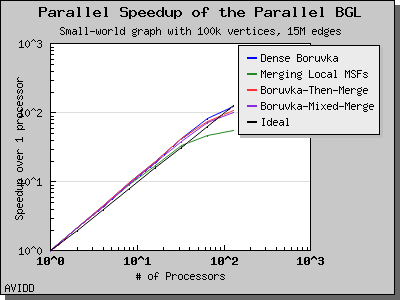 Parallel Speedup of the Parallel BGL
Small-world graph with 100k vertices, 15M edges
Speedup over 1 processor
10^3
10^2
10^1
10^0
Dense Boruvka
Merging Local MSFs
Boruvka-Then-Merge
Boruvka-Mixed-Merge
Ideal
10^0 10^1 10^2 10^3
# of Processors
AVIDD